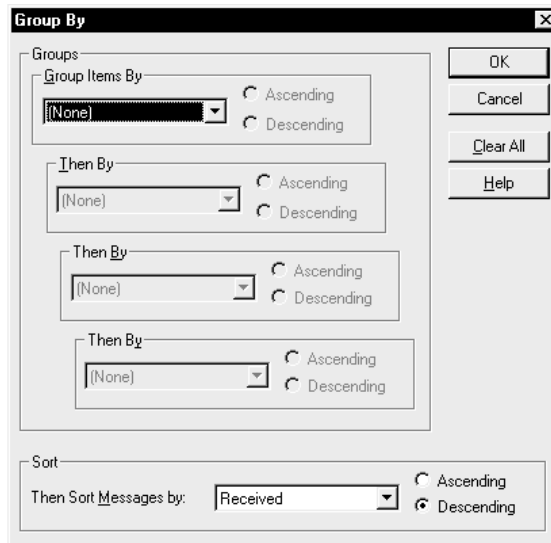 Group By
Groups
Group Items By
(None)
Ascending
Descending
Then By
(None)
Ascending
Descending
Then By
(None)
Ascending
Descending
Then By
(None)
Ascending
Descending
OK
Cancel
Clear All
Help
Sort
Then Sort Messages by:
Received
Ascending
Descending